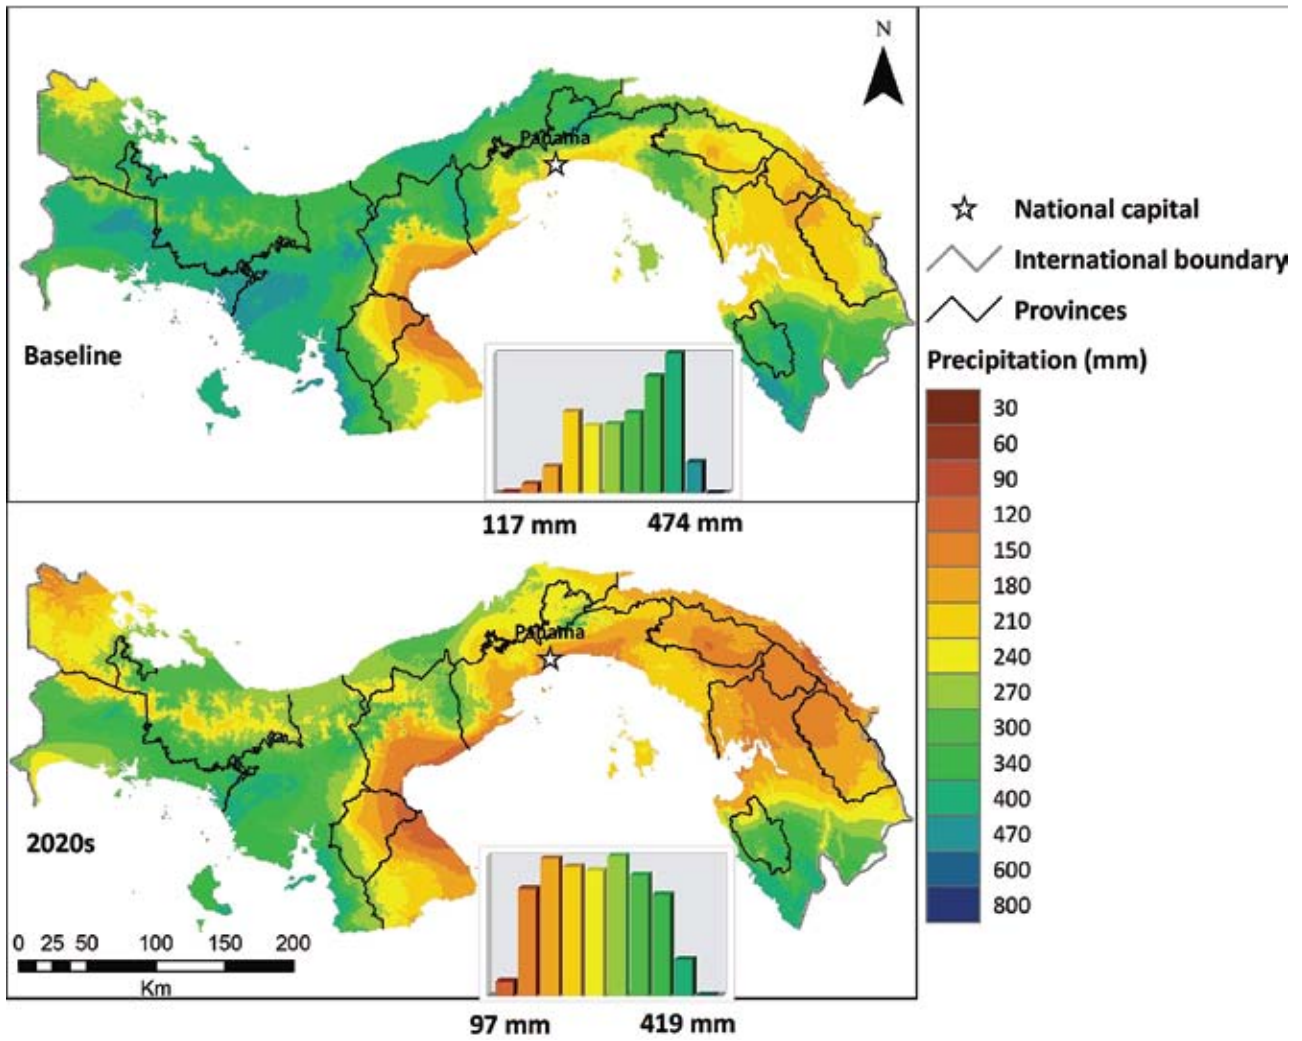 N
Panama
Baseline
117 mm 474 mm
Panama
2020s
0 25 50 100 150 200
Km
97 mm 419 mm
National capital
International boundary
Provinces
Precipitation (mm)
30
60
90
120
150
180
210
240
270
300
340
400
470
600
800